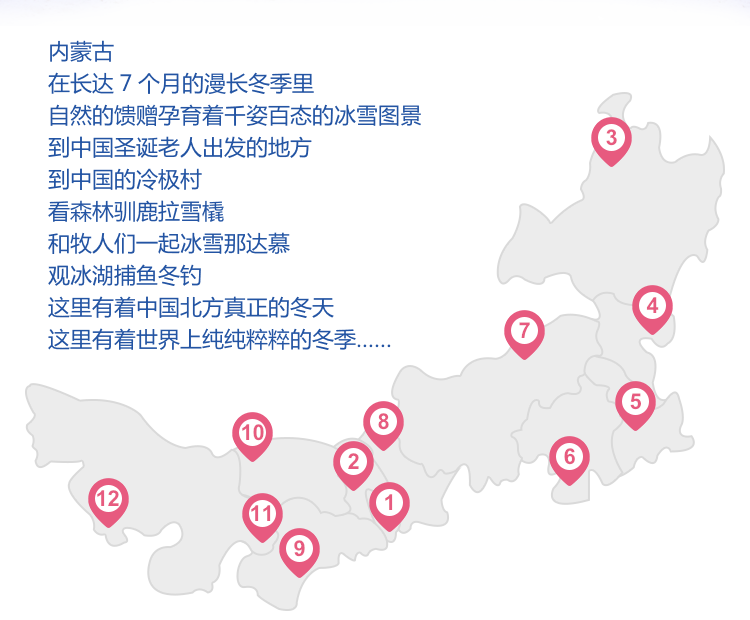 内蒙古
在长达 7 个月的漫长冬季里
自然的馈赠孕育着千姿百态的冰雪图景
到中国圣诞老人出发的地方
到中国的冷极村
看森林驯鹿拉雪橇
和牧人们一起冰雪那达慕
观冰湖捕鱼冬钓
这里有着中国北方真正的冬天
这里有着世界上纯纯粹粹的冬季......
3
4
7
5
8
10
6
2
12
1
11
9